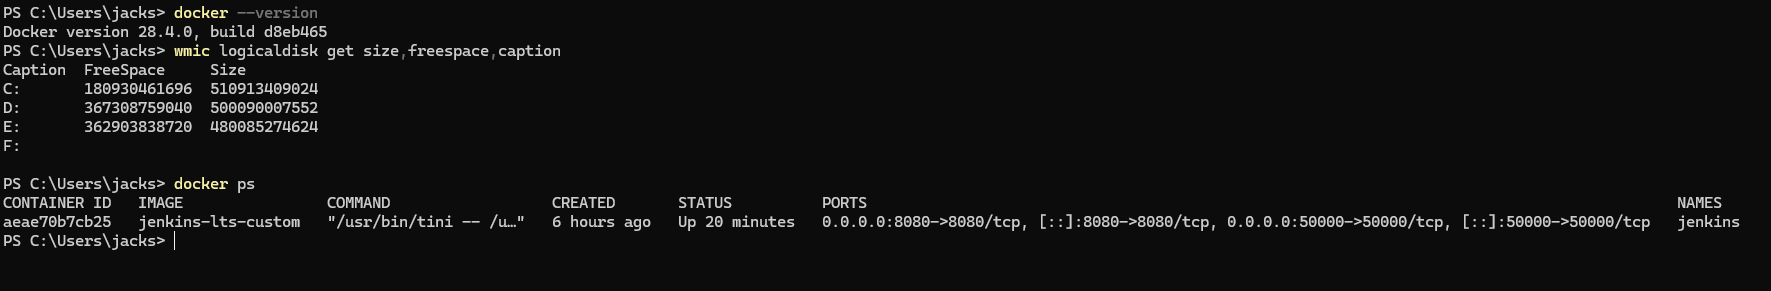 PS C:\Users\jacks> docker --version
Docker version 28.4.0, build d8eb465
PS C:\Users\jacks> wmic logicaldisk get size,freespace,caption
Caption  FreeSpace     Size
C:       180930461696  510913409024
D:       367308759040  500090007552
E:       362903838720  480085274624
F:
PS C:\Users\jacks> docker ps
CONTAINER ID   IMAGE                COMMAND                  CREATED       STATUS          PORTS                                                                                          NAMES
aeae70b7cb25   jenkins-lts-custom   "/usr/bin/tini -- /u…"   6 hours ago   Up 20 minutes   0.0.0.0:8080->8080/tcp, [::]:8080->8080/tcp, 0.0.0.0:50000->50000/tcp, [::]:50000->50000/tcp   jenkins
PS C:\Users\jacks>